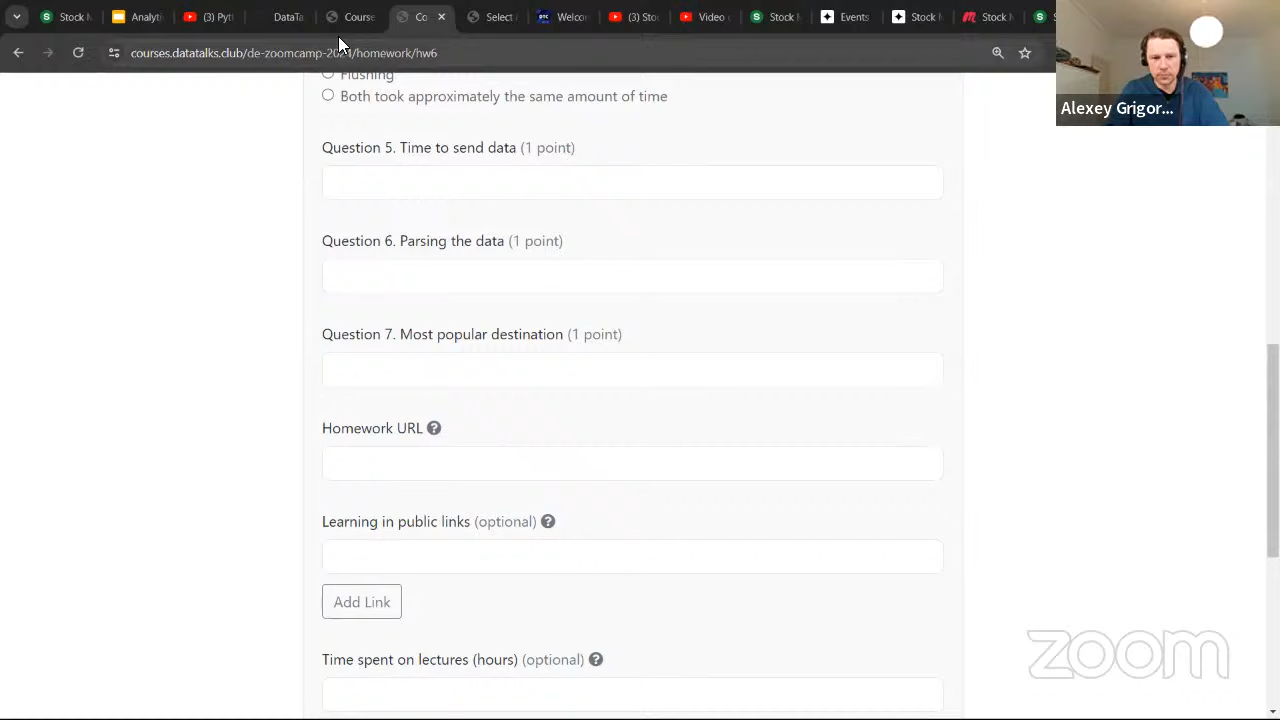 Stock M
Analyti
(3) Pyt
DataTa
Course
Co
Select
ptc
Welco
(3) Sto
Video
Stock
Events
Stock
Stock
S
courses.datatalks.club/de-zoomcamp-2024/homework/hw6
Alexey Grigor...
Flushing
Both took approximately the same amount of time
Question 5. Time to send data (1 point)
Question 6. Parsing the data (1 point)
Question 7. Most popular destination (1 point)
Homework URL
Learning in public links (optional)
Add Link
Time spent on lectures (hours) (optional)
zoom